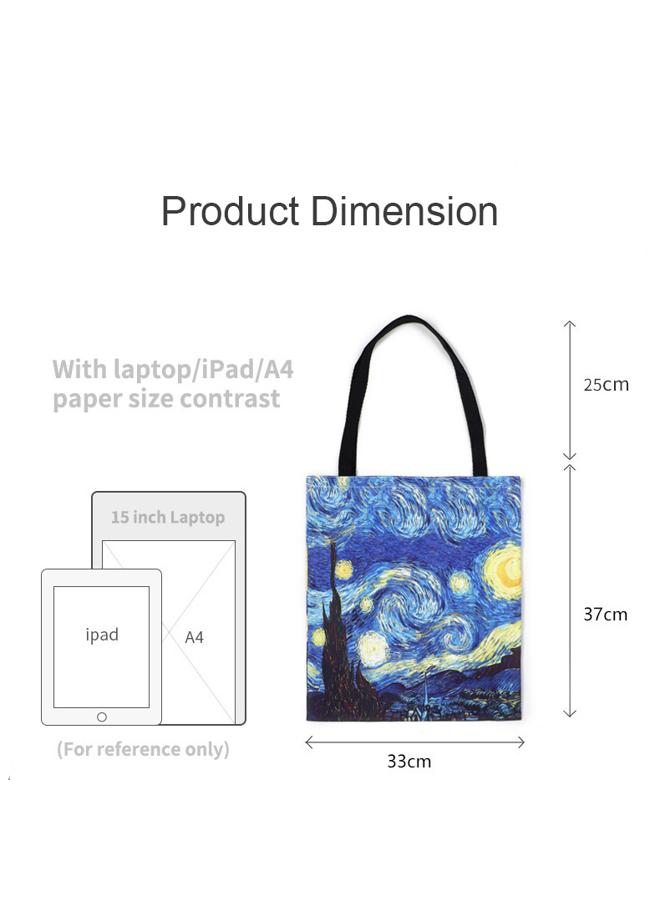 Product Dimension
With laptop/iPad/A4
paper size contrast
25cm
15 inch Laptop
ipad
A4
37cm
(For reference only)
33cm